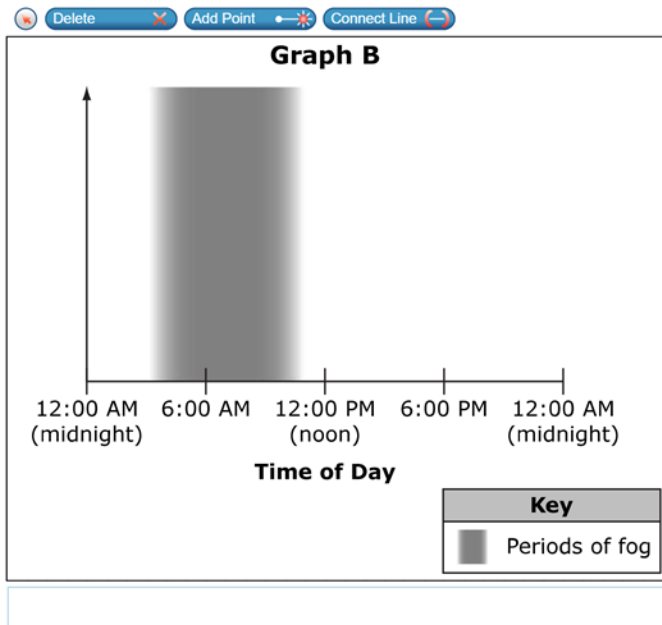 Delete Add Point Connect Line
Graph B
12:00 AM 6:00 AM 12:00 PM 6:00 PM 12:00 AM
(midnight) (noon) (midnight)
Time of Day
Key
Periods of fog